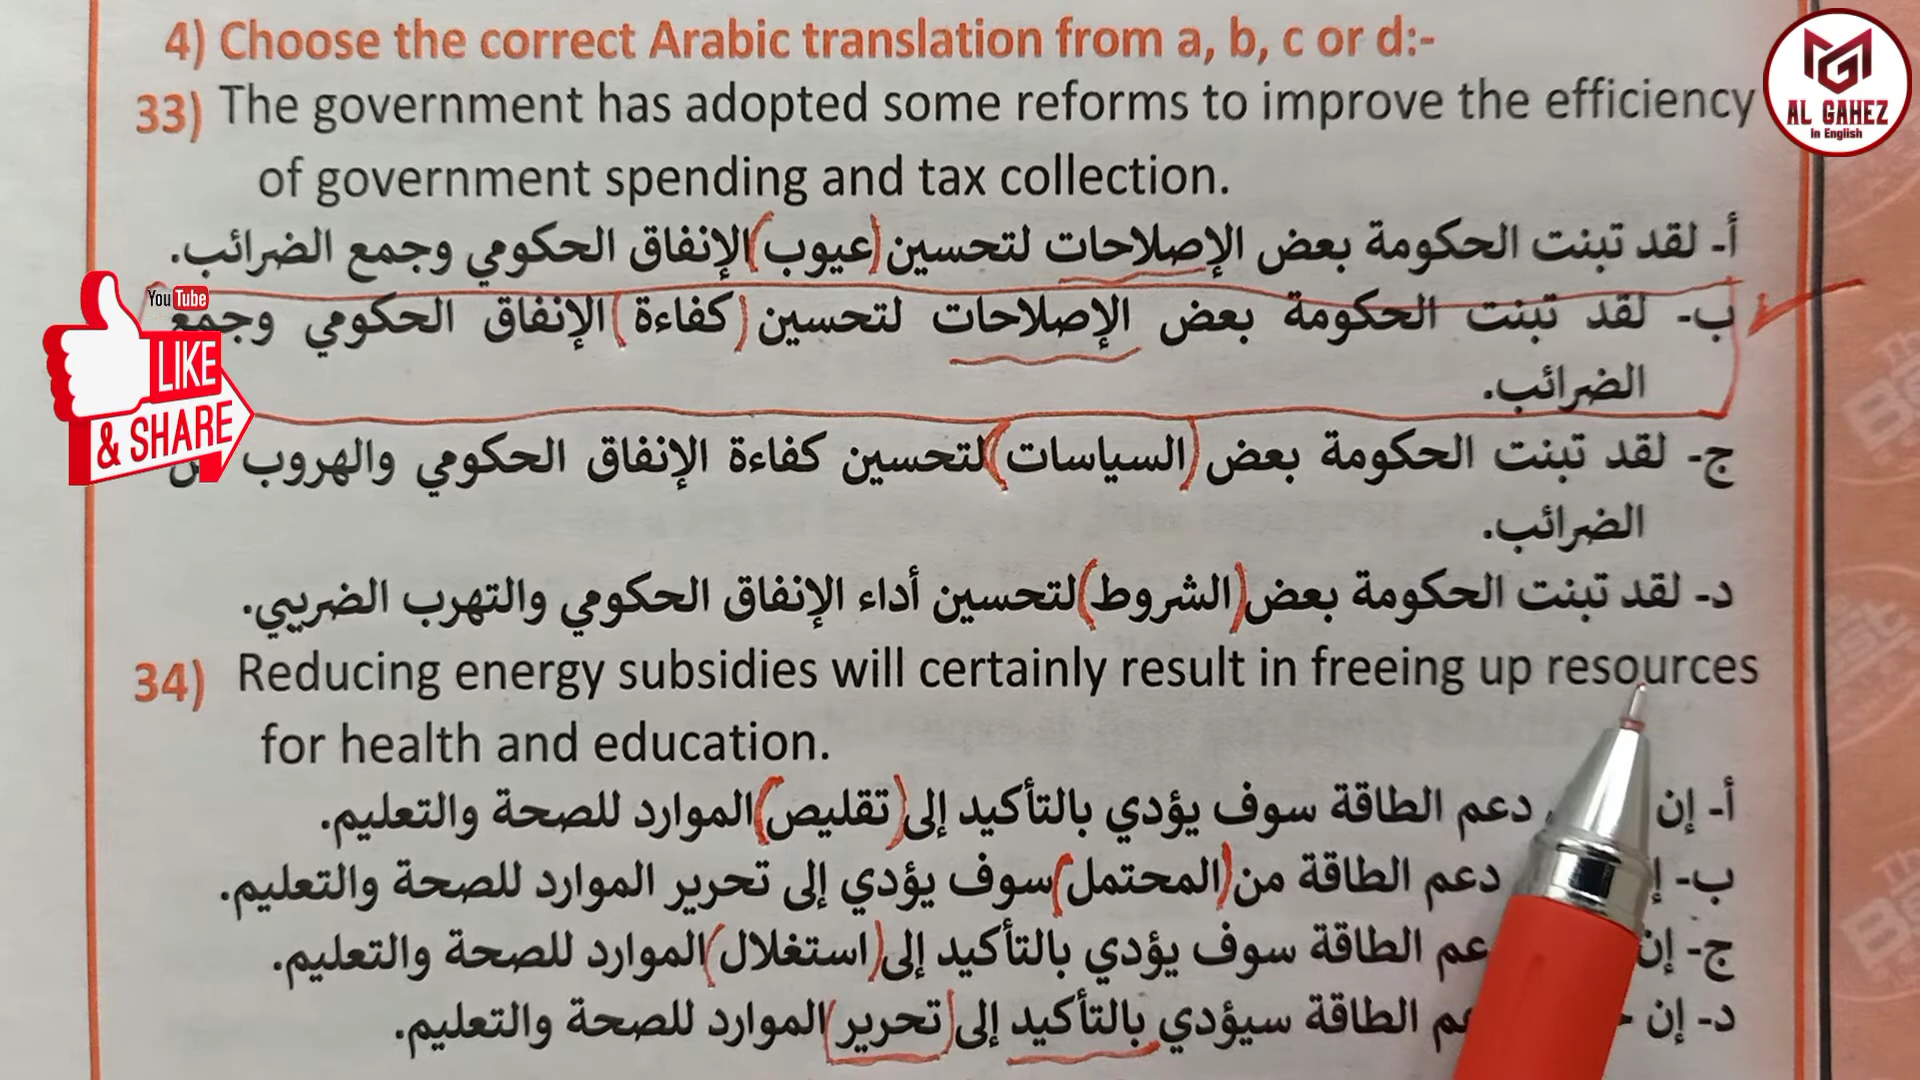 4) Choose the correct Arabic translation from a, b, c or d:-
33) The government has adopted some reforms to improve the efficiency
of government spending and tax collection.
أ- لقد تبنت الحكومة بعض الإصلاحات لتحسين (عيوب) الإنفاق الحكومي وجمع الضرائب.
ب- لقد تبنت الحكومة بعض الإصلاحات لتحسين (كفاءة) الإنفاق الحكومي وجمع
الضرائب.
ج- لقد تبنت الحكومة بعض (السياسات) لتحسين كفاءة الإنفاق الحكومي والهروب
الضرائب.
د- لقد تبنت الحكومة بعض (الشروط) لتحسين أداء الإنفاق الحكومي والتهرب الضريبي.
34) Reducing energy subsidies will certainly result in freeing up resources
for health and education.
أ- إن دعم الطاقة سوف يؤدي بالتأكيد إلى (تقليص) الموارد للصحة والتعليم.
ب- دعم الطاقة من (المحتمل) سوف يؤدي إلى تحرير الموارد للصحة والتعليم.
ج- إن الطاقة سوف يؤدي بالتأكيد إلى (استغلال) الموارد للصحة والتعليم.
د- إن الطاقة سيؤدي بالتأكيد إلى (تحرير) الموارد للصحة والتعليم.
MG
AL GAHEZ
in English
YouTube
LIKE
& SHARE